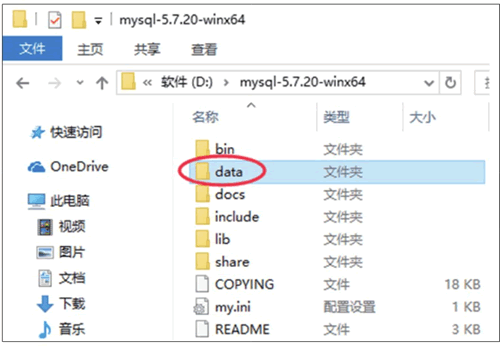 mysql-5.7.20-winx64
文件 主页 共享 查看
« 软件 (D:) › mysql-5.7.20-winx64
名称 类型 大小
快速访问
OneDrive
此电脑
视频
图片
文档
下载
音乐
bin 文件夹
data 文件夹
docs 文件夹
include 文件夹
lib 文件夹
share 文件夹
COPYING 文件 18 KB
my.ini 配置设置 1 KB
README 文件 3 KB